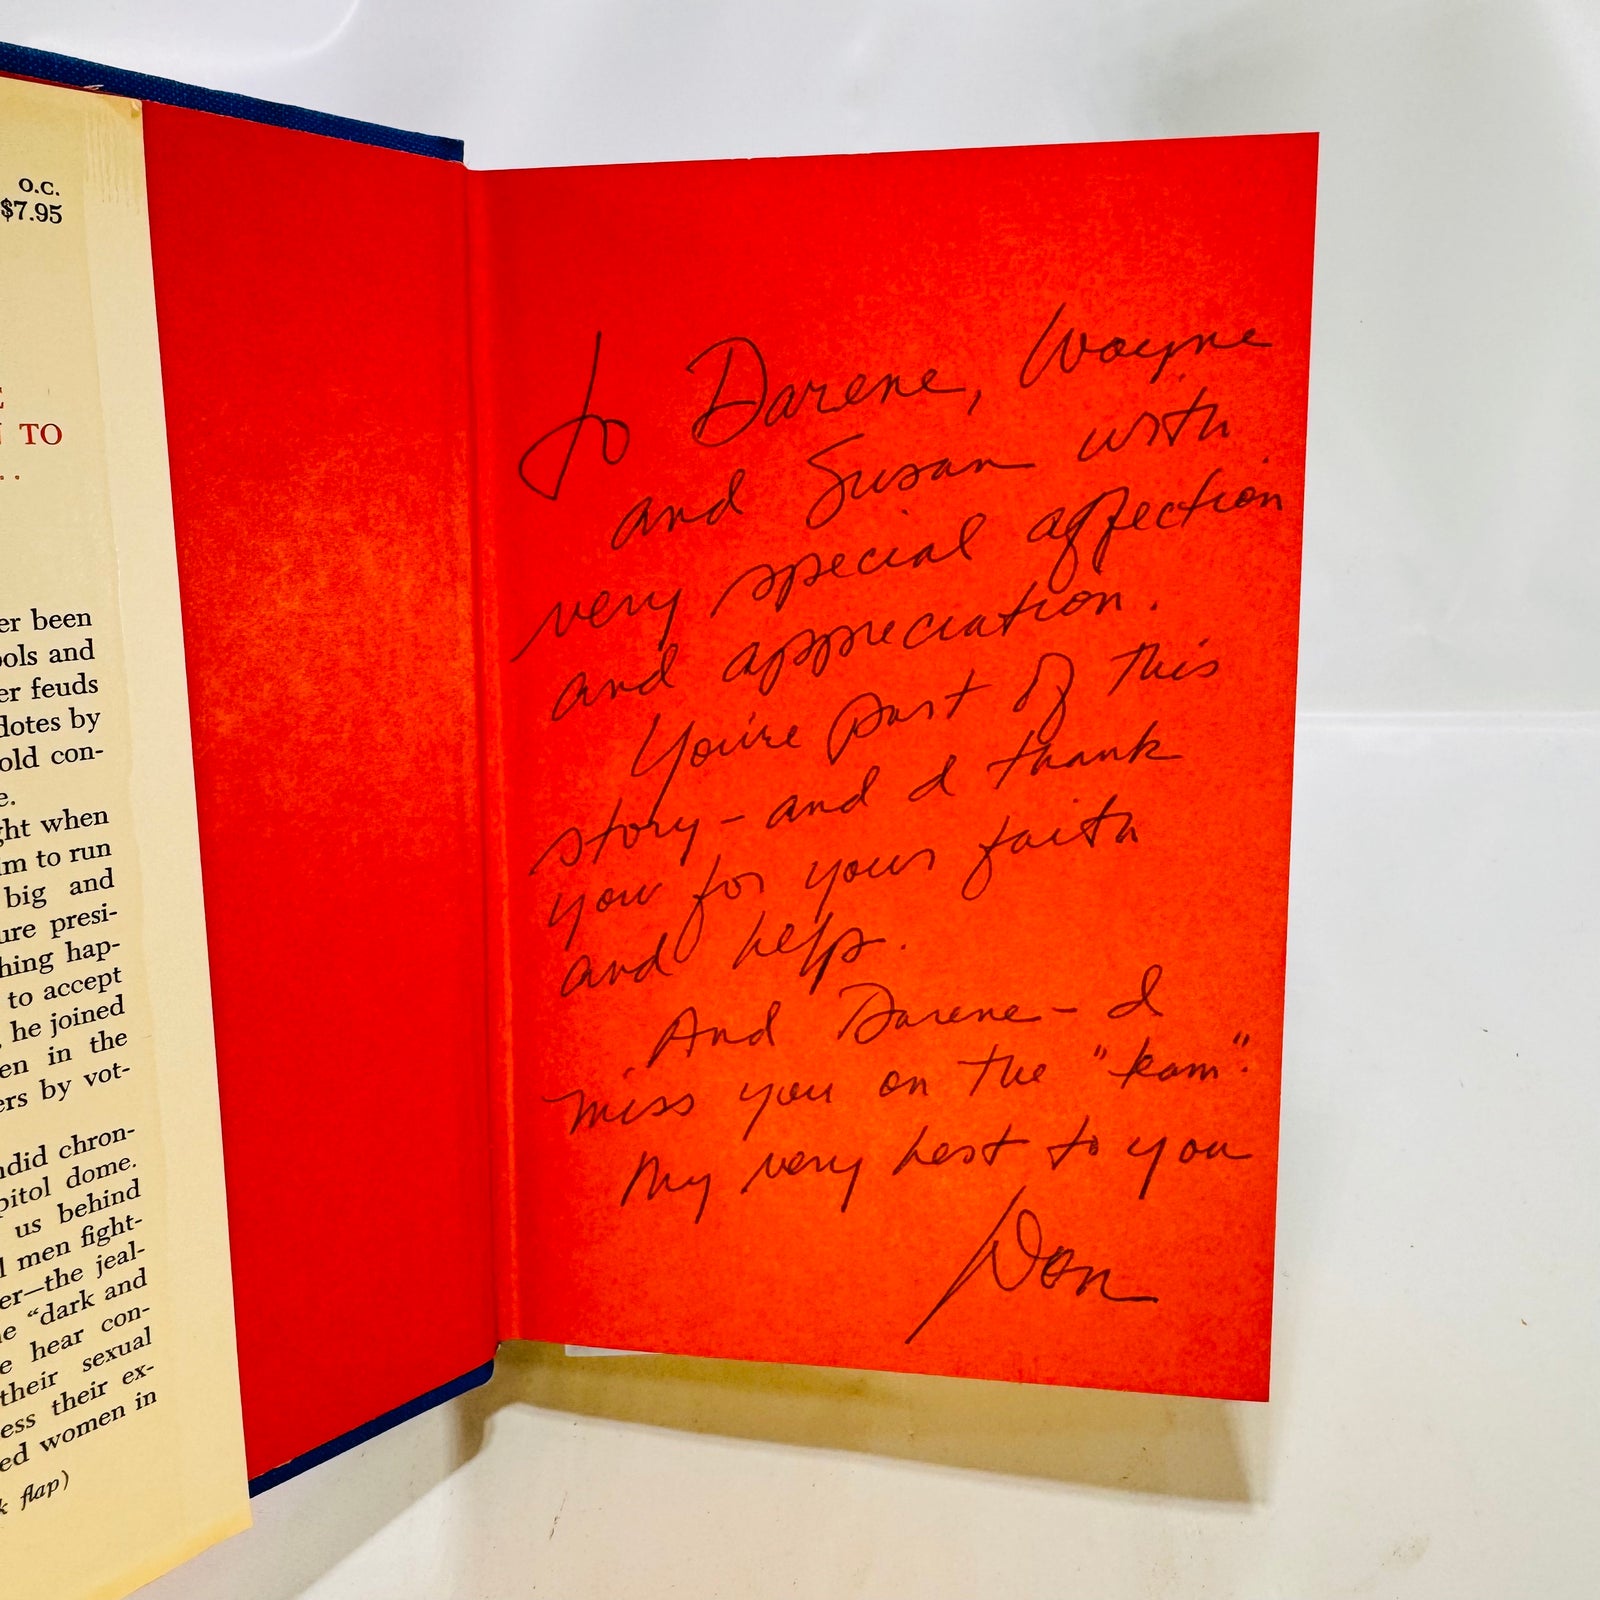 O.C.
$7.95
TO
. .
er been
ools and
er feuds
dotes by
old con-
e.
ght when
im to run
big and
ure presi-
hing hap-
to accept
, he joined
en in the
ers by vot-
ndid chron-
pitol dome.
us behind
l men fight-
er—the jeal-
e “dark and
e hear con-
their sexual
ess their ex-
ed women in
k flap)
To Darene, Wayne
and Susan with
very special affection
and appreciation.
You're part of this
story - and I thank
you for your faith
and help.
And Darene - I
miss you on the "team".
My very best to you
Don